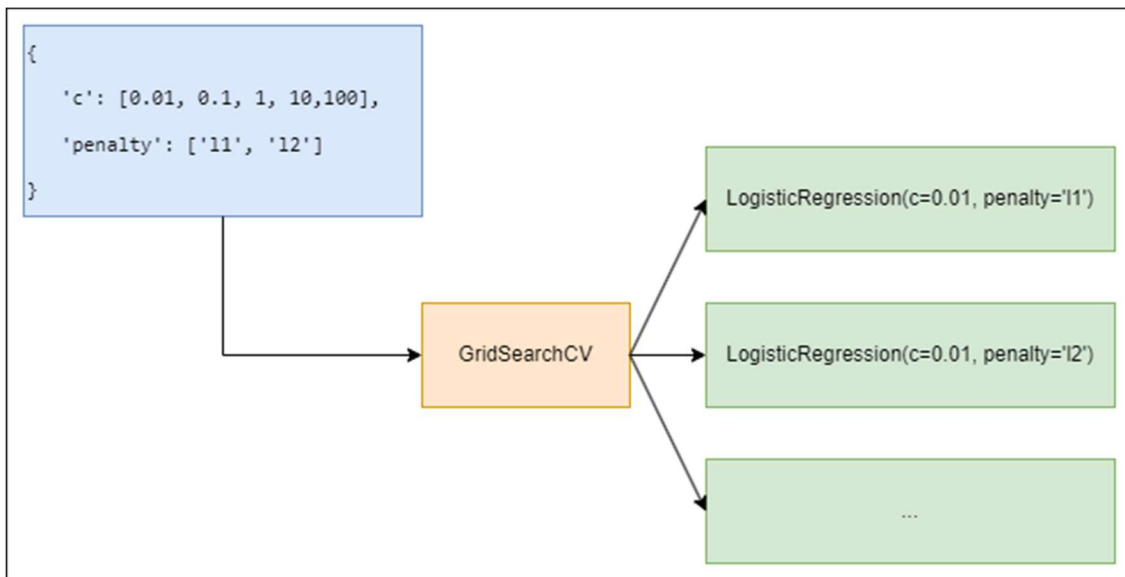 {
'c': [0.01, 0.1, 1, 10,100],
'penalty': ['l1', 'l2']
}
GridSearchCV
LogisticRegression(c=0.01, penalty='l1')
LogisticRegression(c=0.01, penalty='l2')
...